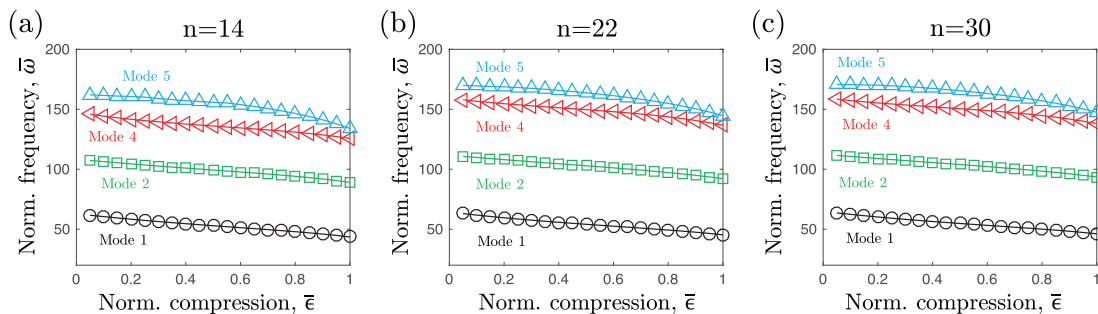 (a)
n=14
Norm. frequency, ω̅
200
150
100
50
Mode 5
Mode 4
Mode 2
Mode 1
0
0.2
0.4
0.6
0.8
1
Norm. compression, ϵ̅
(b)
n=22
Norm. frequency, ω̅
200
150
100
50
Mode 5
Mode 4
Mode 2
Mode 1
0
0.2
0.4
0.6
0.8
1
Norm. compression, ϵ̅
(c)
n=30
Norm. frequency, ω̅
200
150
100
50
Mode 5
Mode 4
Mode 2
Mode 1
0
0.2
0.4
0.6
0.8
1
Norm. compression, ϵ̅